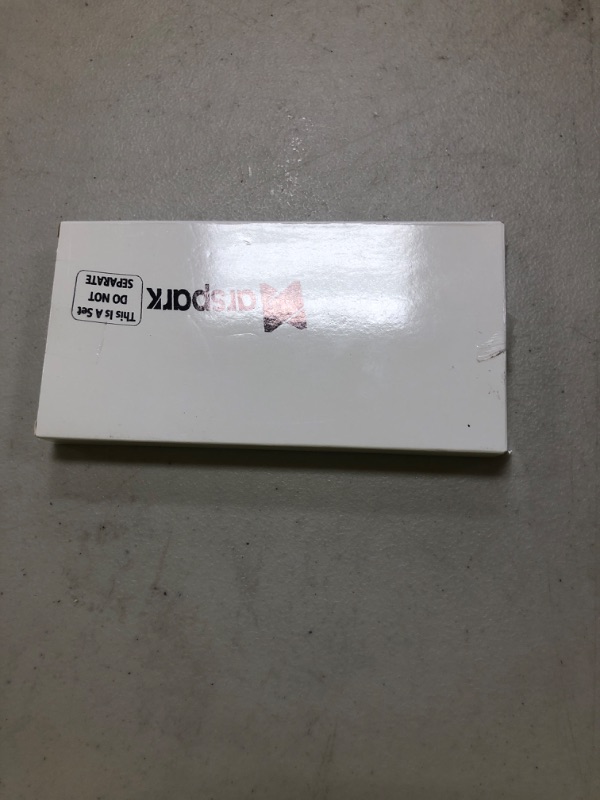 Marspark
This Is A Set
DO NOT
SEPARATE